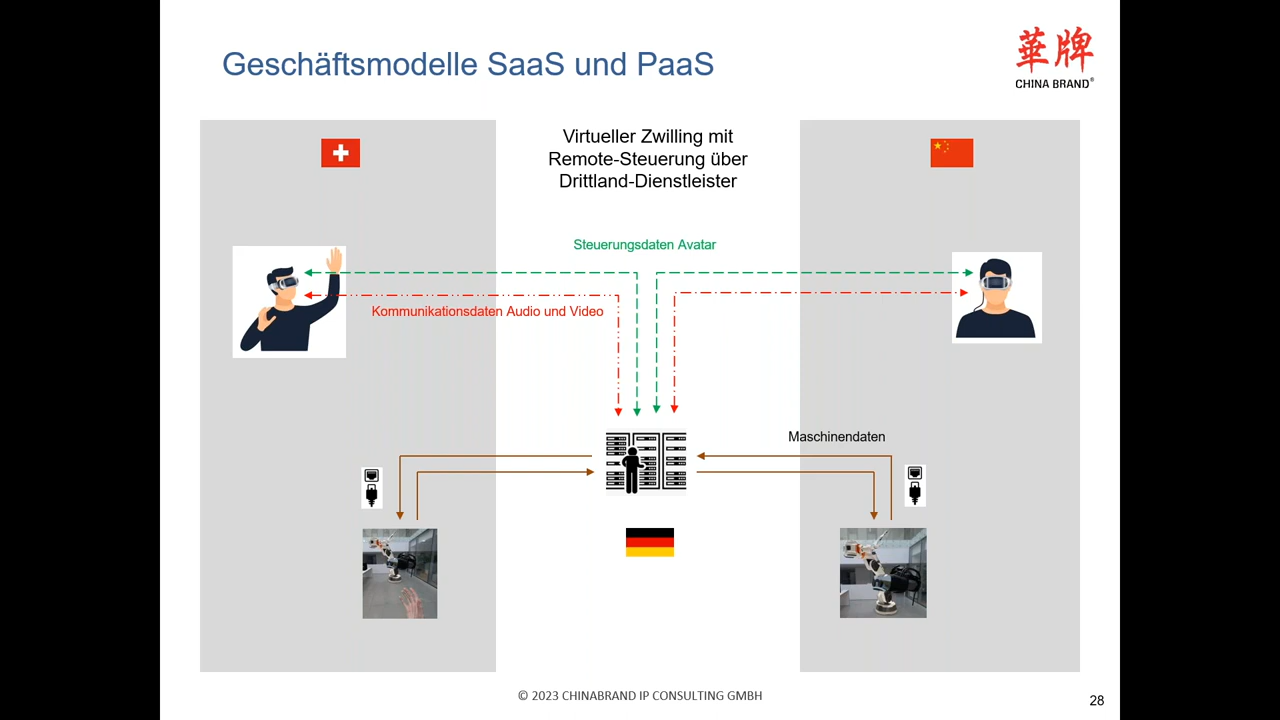 Geschäftsmodelle SaaS und PaaS
華牌
CHINA BRAND®
Virtueller Zwilling mit
Remote-Steuerung über
Drittland-Dienstleister
Steuerungsdaten Avatar
Kommunikationsdaten Audio und Video
Maschinendaten
© 2023 CHINABRAND IP CONSULTING GMBH
28